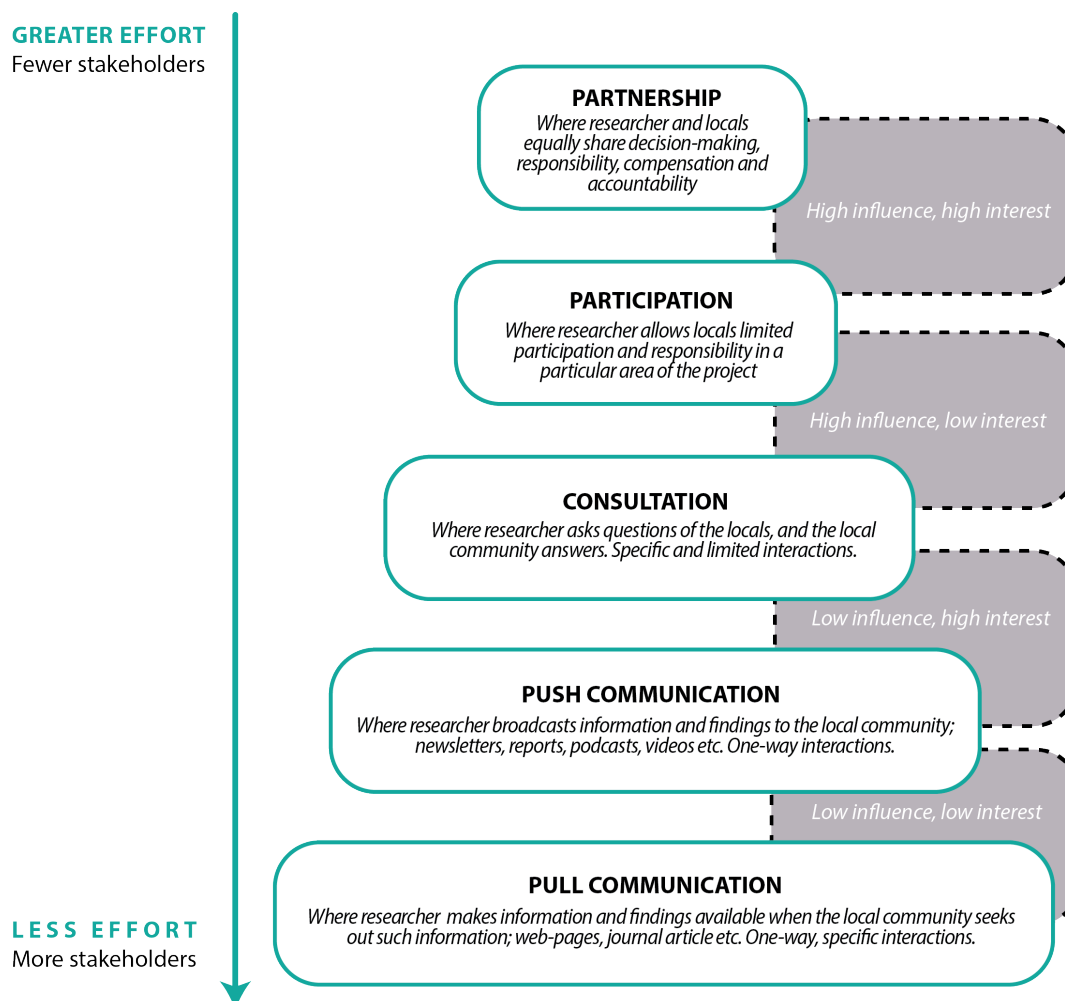 GREATER EFFORT
Fewer stakeholders
PARTNERSHIP
Where researcher and locals
equally share decision-making,
responsibility, compensation and
accountability
High influence, high interest
PARTICIPATION
Where researcher allows locals limited
participation and responsibility in a
particular area of the project
High influence, low interest
CONSULTATION
Where researcher asks questions of the locals, and the local
community answers. Specific and limited interactions.
Low influence, high interest
PUSH COMMUNICATION
Where researcher broadcasts information and findings to the local community;
newsletters, reports, podcasts, videos etc. One-way interactions.
Low influence, low interest
PULL COMMUNICATION
Where researcher makes information and findings available when the local community seeks
out such information; web-pages, journal article etc. One-way, specific interactions.
LESS EFFORT
More stakeholders